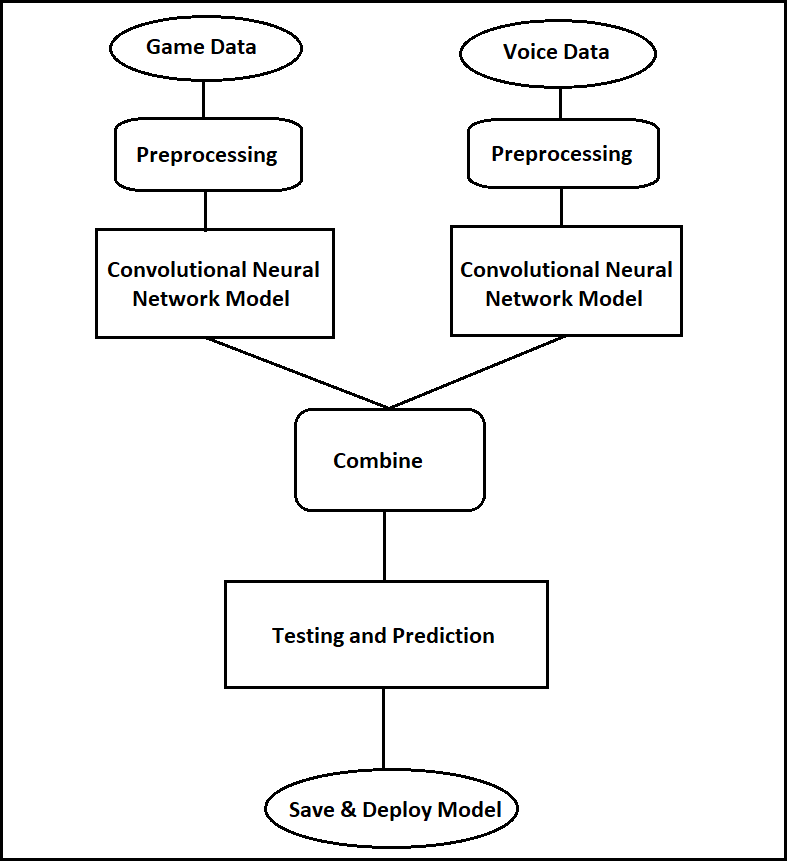 Game Data
Voice Data
Preprocessing
Preprocessing
Convolutional Neural
Network Model
Convolutional Neural
Network Model
Combine
Testing and Prediction
Save & Deploy Model